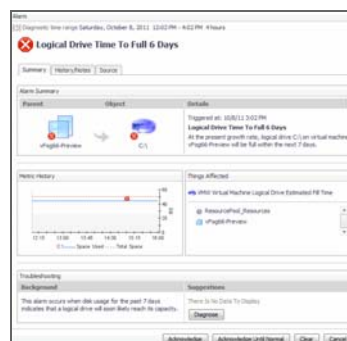 Alarm
Diagnostic time range Saturday, October 8, 2011 12:02 PM - 4:02 PM 4 hours
Logical Drive Time To Full 6 Days
Summary History/Notes Source
Alarm Summary
Parent Object Details
Triggered at: 10/8/11 3:02 PM
Logical Drive Time To Full 6 Days
At the present growth rate, logical drive C:\ on virtual machine
vFog66-Preview will be full within the next 7 days.
vFog66-Preview C:\
Metric History Things Affected
VMW Virtual Machine Logical Drive Estimated Fill Time
ResourcePool_Resources
vFog66-Preview
C:\ Space Used Total Space
Troubleshooting
Background Suggestions
This alarm occurs when disk usage for the past 7 days
indicates that a logical drive will soon likely reach its capacity.
There Is No Data To Display
Diagnose
Acknowledge Acknowledge Until Normal Clear Cancel